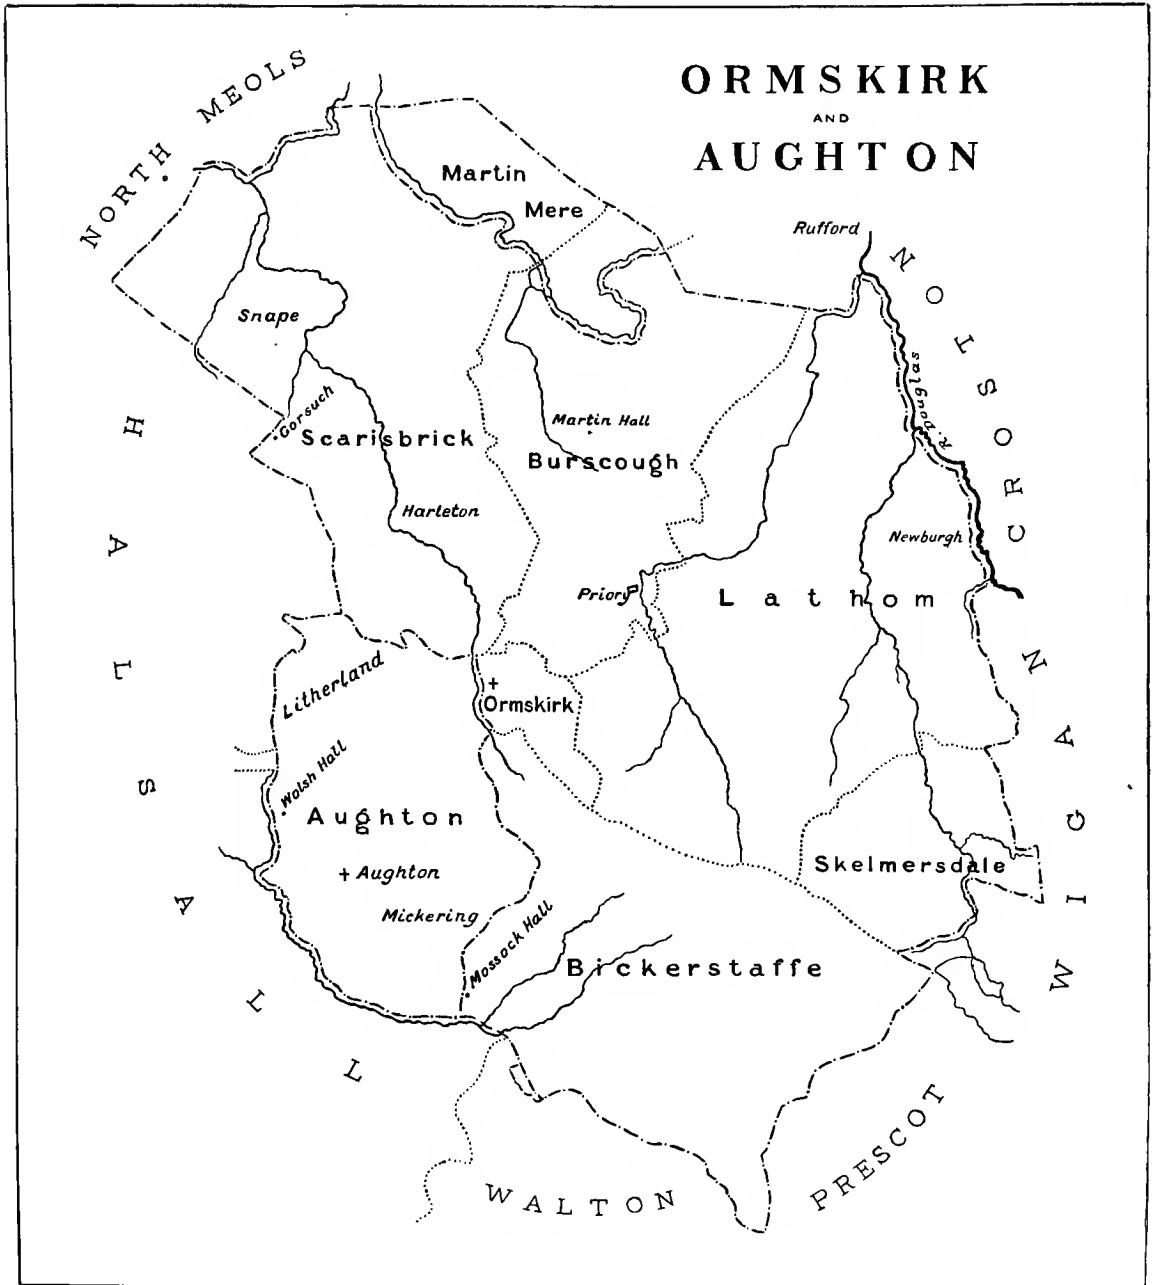 ORMSKIRK
AND
AUGHTON
NORTH MEOLS
Martin
Mere
Rufford
CROSTON
Snape
R. Douglas
Gorsuch
Scarisbrick
Martin Hall
Burscough
HALSALL
Harleton
Newburgh
Priory
Lathom
Litherland
Ormskirk
Wolsh Hall
Aughton
Skelmersdale
Aughton
Mickering
Mossock Hall
Bickerstaffe
WIGAN
WALTON
PRESCOT